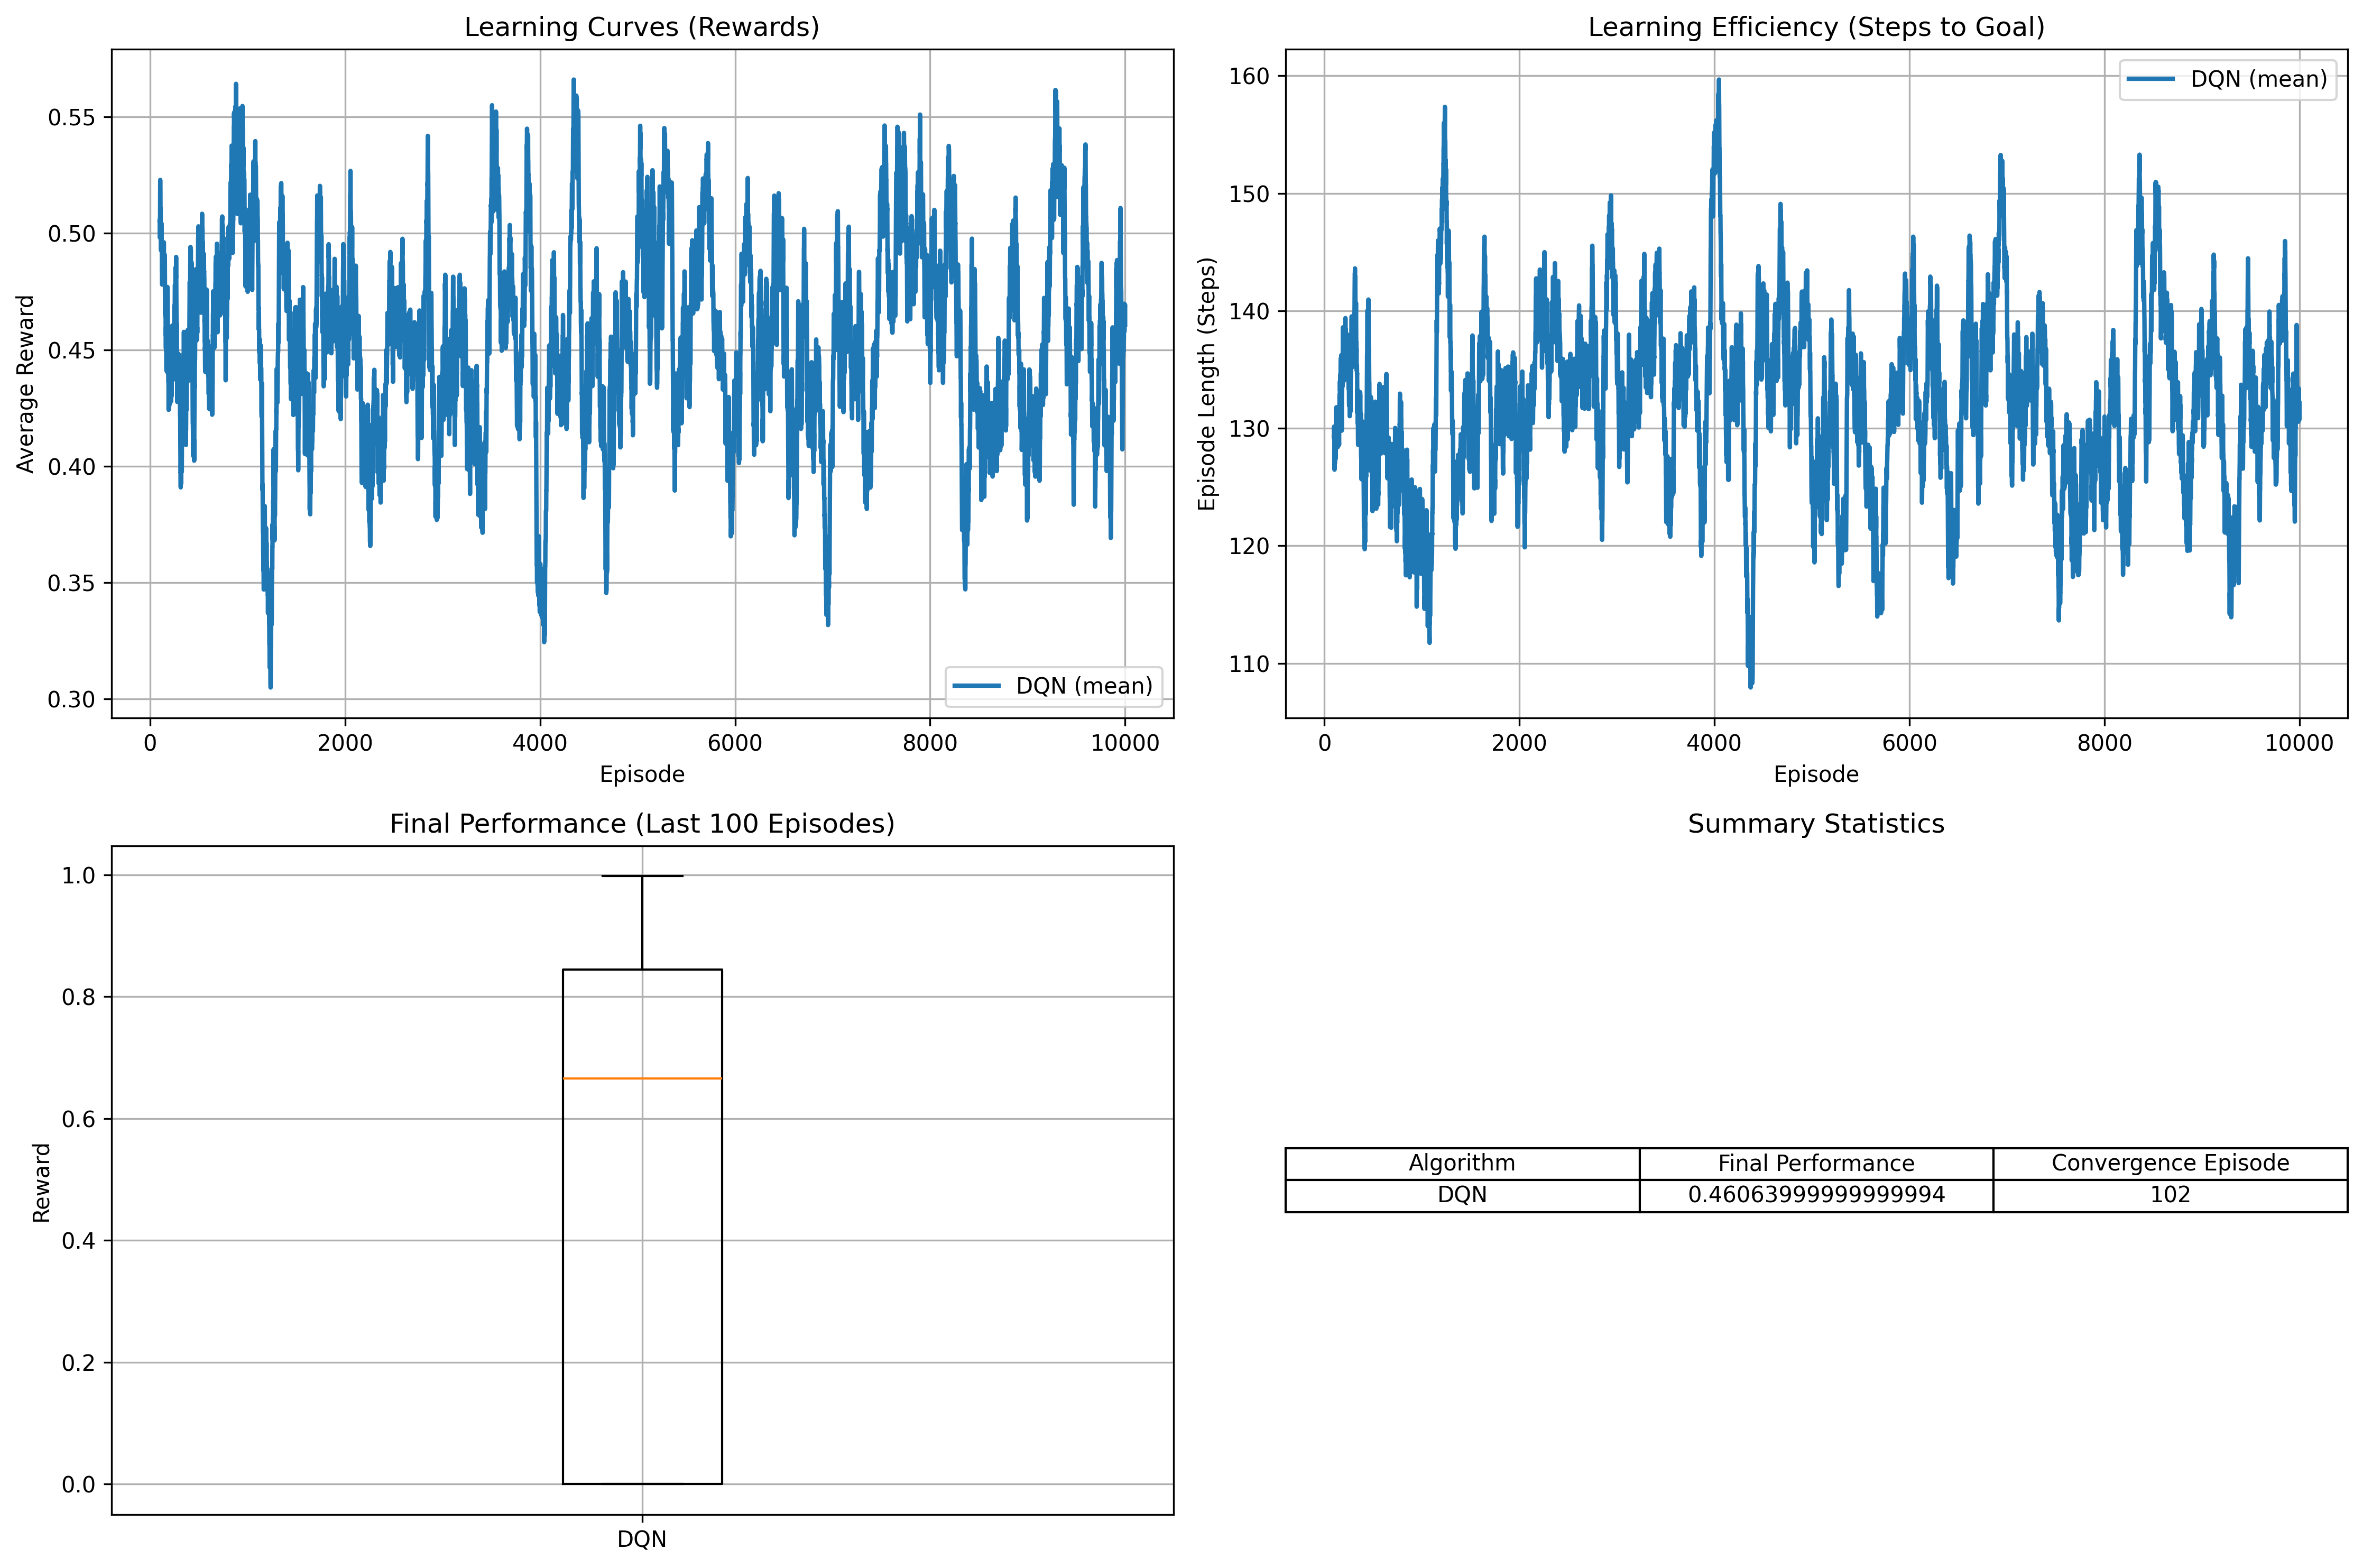 Learning Curves (Rewards)
Average Reward
0.55
0.50
0.45
0.40
0.35
0.30
DQN (mean)
0 2000 4000 6000 8000 10000
Episode
Learning Efficiency (Steps to Goal)
Episode Length (Steps)
160
150
140
130
120
110
DQN (mean)
0 2000 4000 6000 8000 10000
Episode
Final Performance (Last 100 Episodes)
Reward
1.0
0.8
0.6
0.4
0.2
0.0
DQN
Summary Statistics
Algorithm Final Performance Convergence Episode
DQN 0.46063999999999994 102